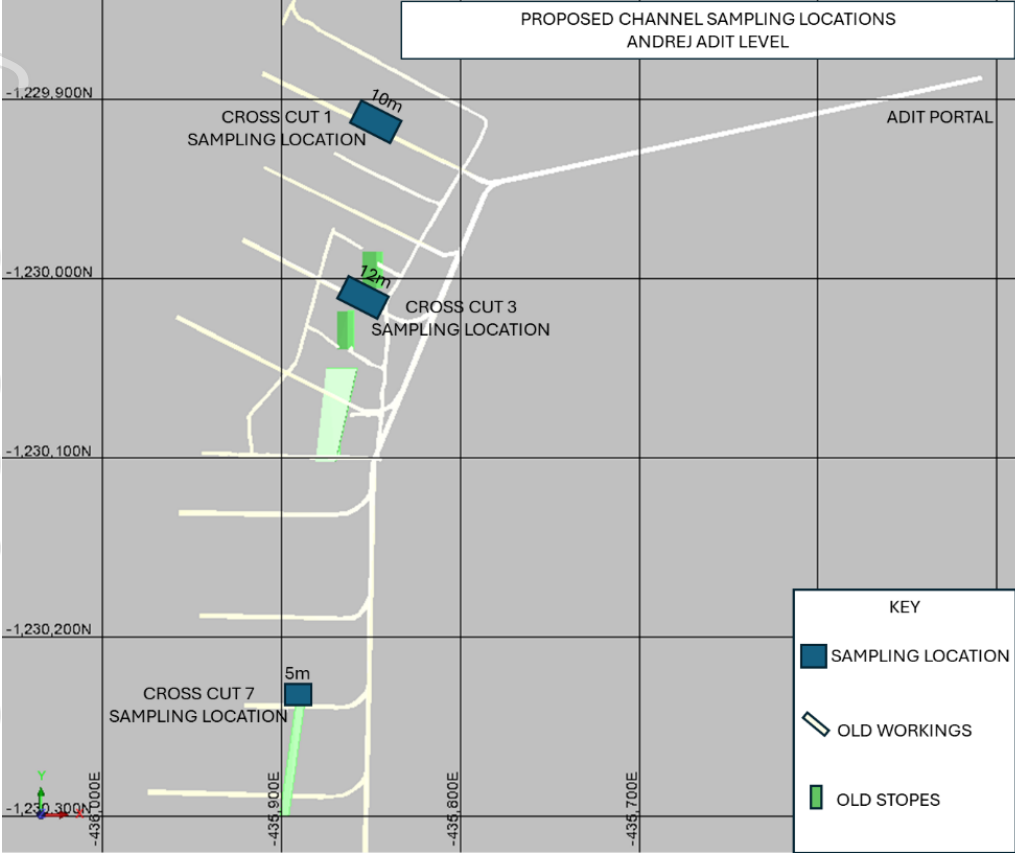 PROPOSED CHANNEL SAMPLING LOCATIONS
ANDREJ ADIT LEVEL
-1,229,900N
10m
CROSS CUT 1
SAMPLING LOCATION
ADIT PORTAL
-1,230,000N
12m
CROSS CUT 3
SAMPLING LOCATION
-1,230,100N
-1,230,200N
5m
CROSS CUT 7
SAMPLING LOCATION
Y
X
-1,230,300N
-436,000E
-435,900E
-435,800E
-435,700E
KEY
SAMPLING LOCATION
OLD WORKINGS
OLD STOPES